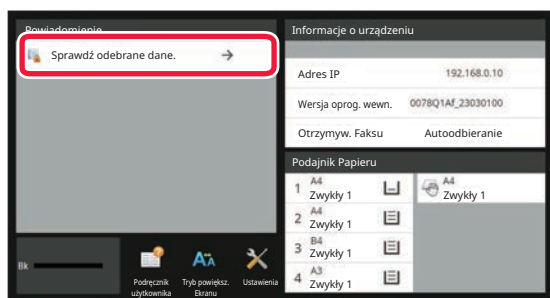 Powiadomienie
Sprawdź odebrane dane.
Informacje o urządzeniu
Adres IP 192.168.0.10
Wersja oprog. wewn. 0078Q1Af_23030100
Otrzymyw. Faksu Autoodbieranie
Podajnik Papieru
1 A4
Zwykły 1
A4
Zwykły 1
2 A4
Zwykły 1
3 B4
Zwykły 1
4 A3
Zwykły 1
Bk
Podręcznik
użytkownika
Tryb powiększ.
Ekranu
Ustawienia